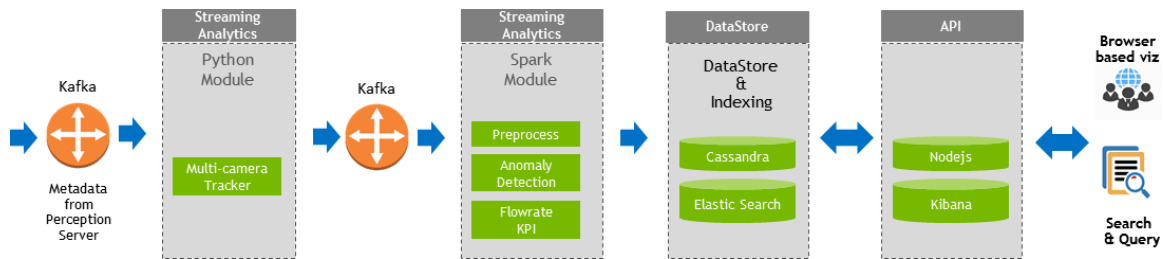 Kafka
Metadata
from
Perception
Server
Streaming
Analytics
Python
Module
Multi-camera
Tracker
Kafka
Streaming
Analytics
Spark
Module
Preprocess
Anomaly
Detection
Flowrate
KPI
DataStore
DataStore
&
Indexing
Cassandra
Elastic Search
API
Nodejs
Kibana
Browser
based viz
Search
& Query